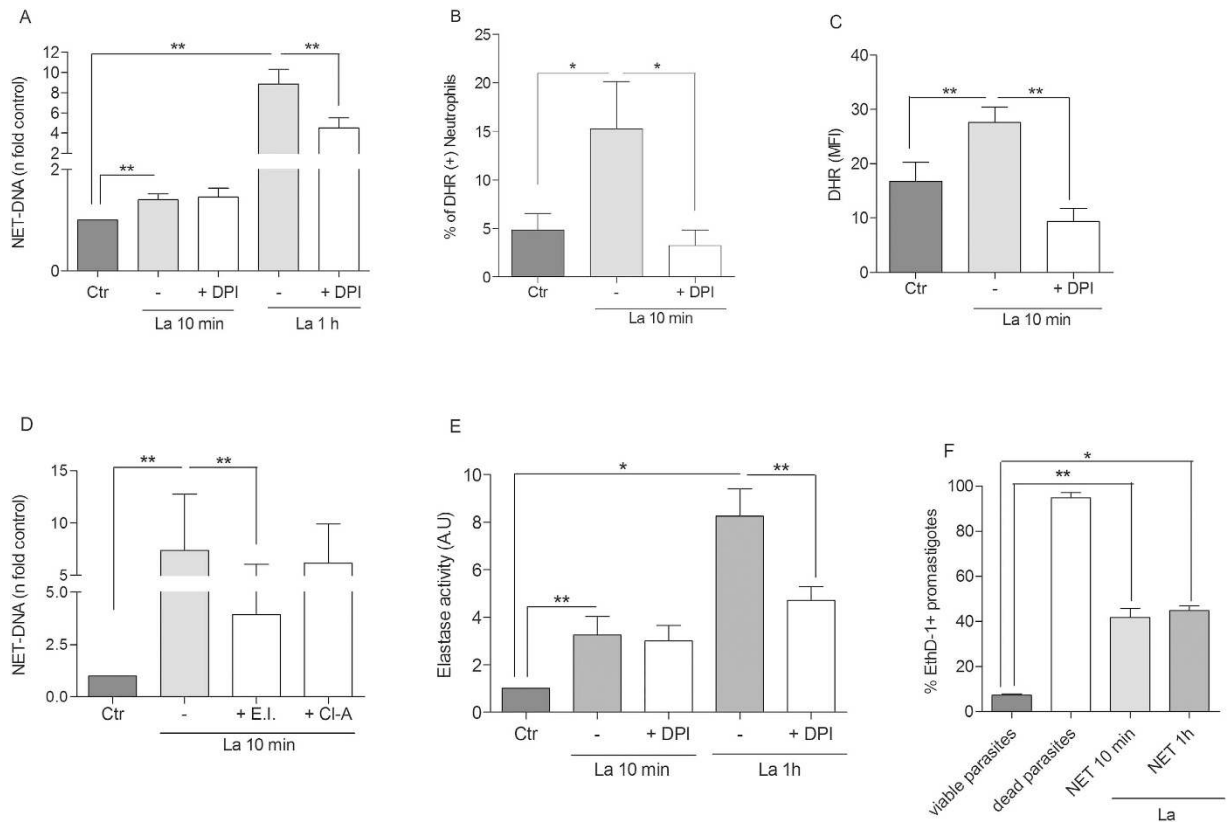 A
NET-DNA (n fold control)
12
10
8
6
4
2
2
0
**
**
**
Ctr
-
+ DPI
-
+ DPI
La 10 min
La 1 h
B
% of DHR (+) Neutrophils
25
20
15
10
5
0
*
*
Ctr
-
+ DPI
La 10 min
C
DHR (MFI)
40
30
20
10
0
**
**
Ctr
-
+ DPI
La 10 min
D
NET-DNA (n fold control)
15
10
5
5.0
2.5
0.0
**
**
Ctr
-
+ E.I.
+ Cl-A
La 10 min
E
Elastase activity (A.U)
10
8
6
4
2
0
*
**
**
Ctr
-
+ DPI
-
+ DPI
La 10 min
La 1h
F
% EthD-1+ promastigotes
100
80
60
40
20
0
*
**
viable parasites
dead parasites
NET 10 min
NET 1h
La